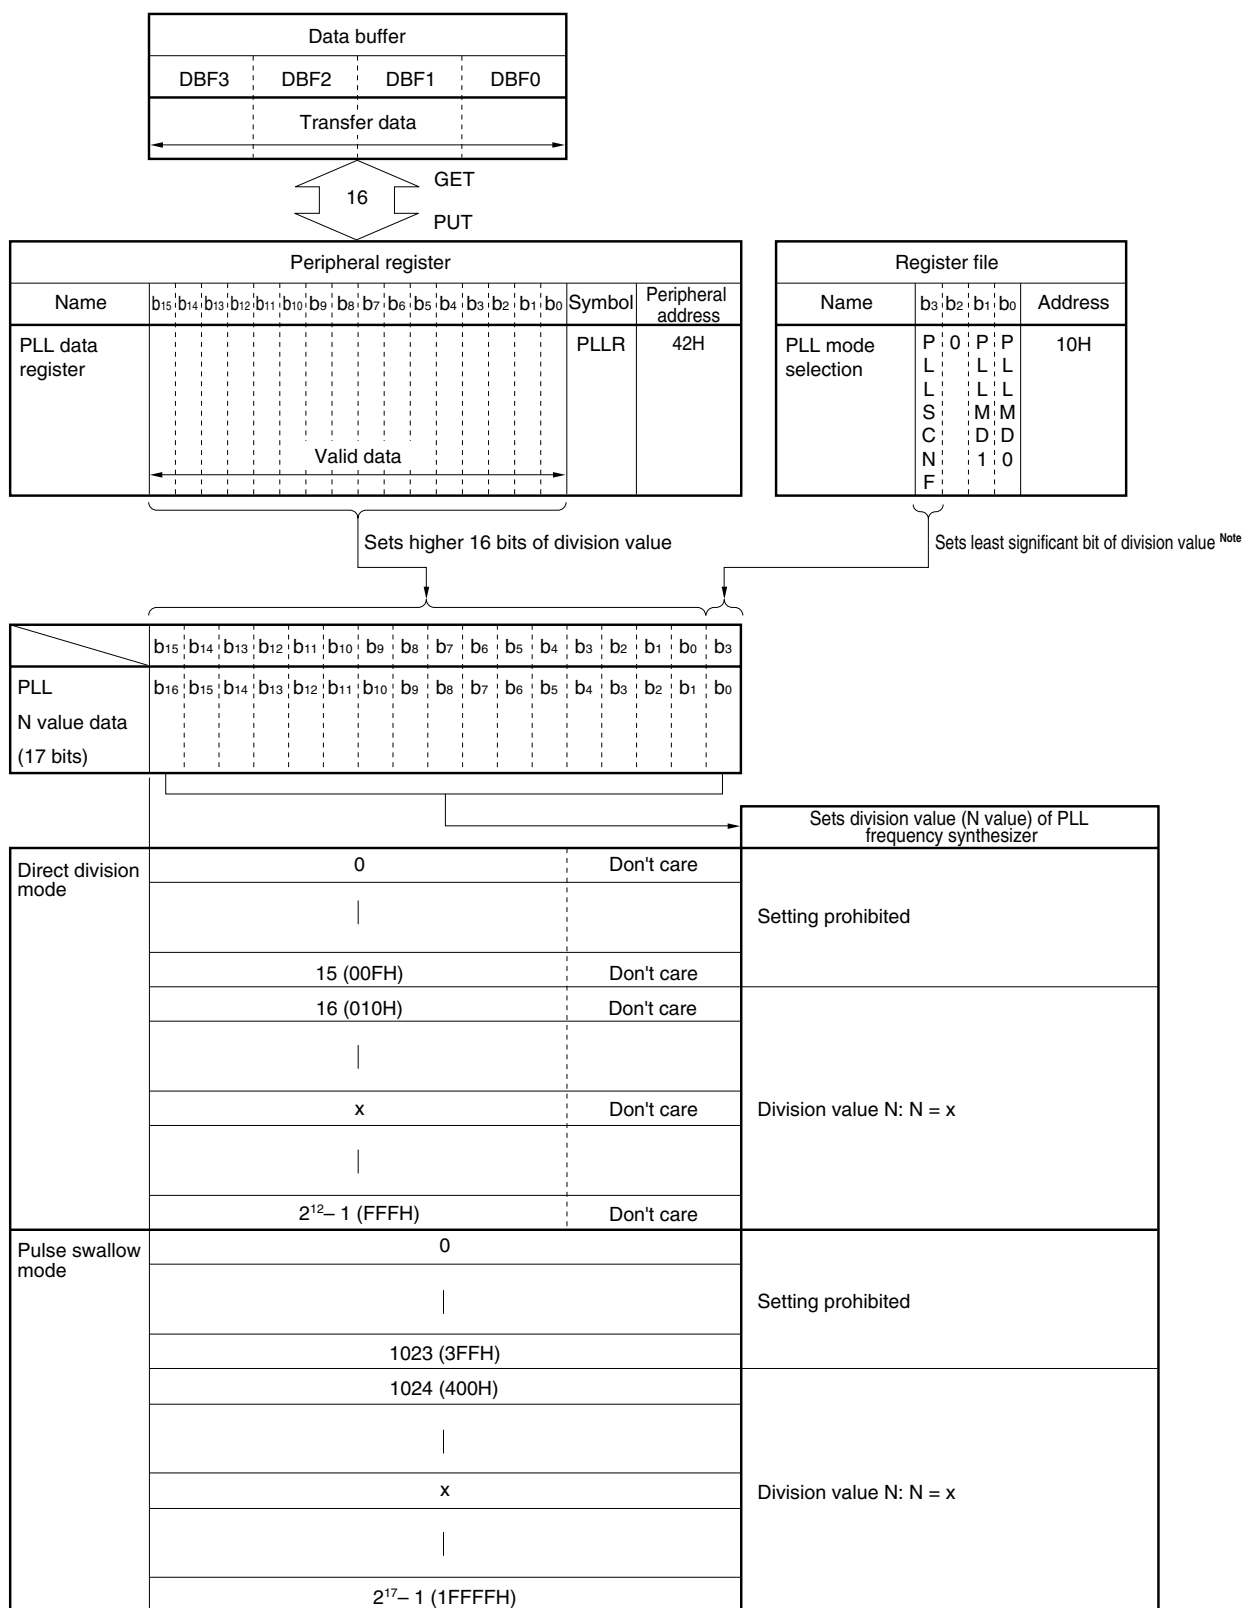 Data buffer
DBF3 DBF2 DBF1 DBF0
Transfer data
GET
16
PUT
Peripheral register
Name b15 b14 b13 b12 b11 b10 b9 b8 b7 b6 b5 b4 b3 b2 b1 b0 Symbol Peripheral address
PLL data register PLLR 42H
Valid data
Register file
Name b3 b2 b1 b0 Address
PLL mode selection PLLSCNF 0 PLLMD1 PLLMD0 10H
Sets higher 16 bits of division value
Sets least significant bit of division value Note
b15 b14 b13 b12 b11 b10 b9 b8 b7 b6 b5 b4 b3 b2 b1 b0 b3
PLL b16 b15 b14 b13 b12 b11 b10 b9 b8 b7 b6 b5 b4 b3 b2 b1 b0
N value data
(17 bits)
Sets division value (N value) of PLL
frequency synthesizer
Direct division
mode
0 Don't care
Setting prohibited
15 (00FH) Don't care
16 (010H) Don't care
x Don't care Division value N: N = x
2¹²– 1 (FFFH) Don't care
Pulse swallow
mode
0
Setting prohibited
1023 (3FFH)
1024 (400H)
x Division value N: N = x
2¹⁷– 1 (1FFFFH)